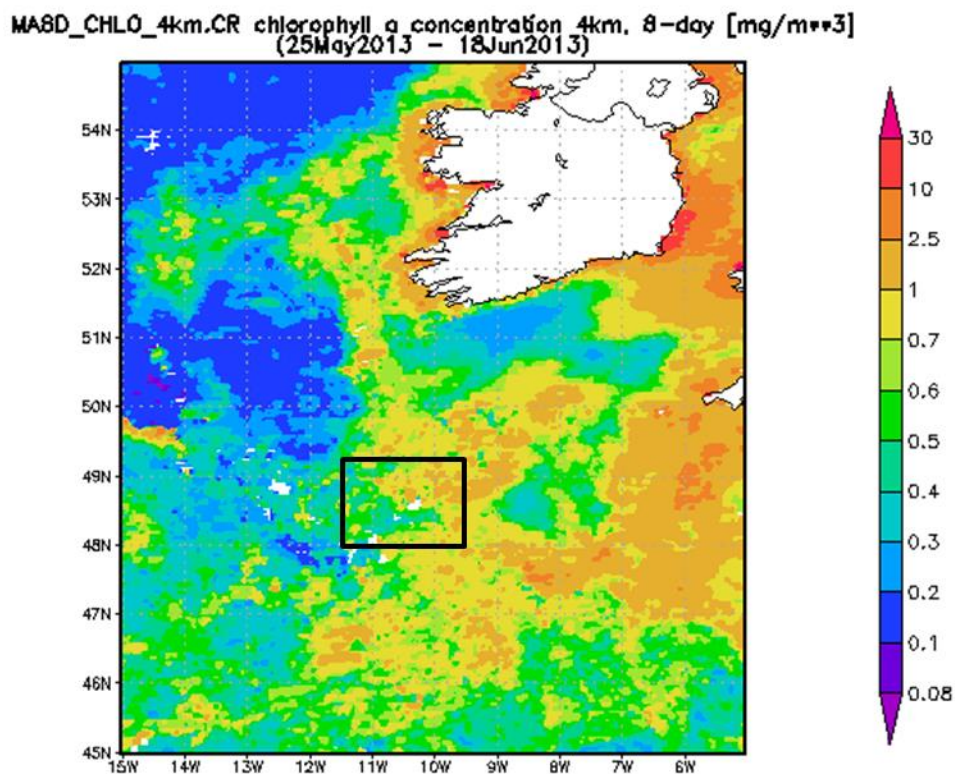 MA8D_CHLO_4km.CR chlorophyll a concentration 4km, 8-day [mg/m**3]
(25May2013 - 18Jun2013)
54N
53N
52N
51N
50N
49N
48N
47N
46N
45N
15W 14W 13W 12W 11W 10W 9W 8W 7W 6W
30
10
2.5
1
0.7
0.6
0.5
0.4
0.3
0.2
0.1
0.08